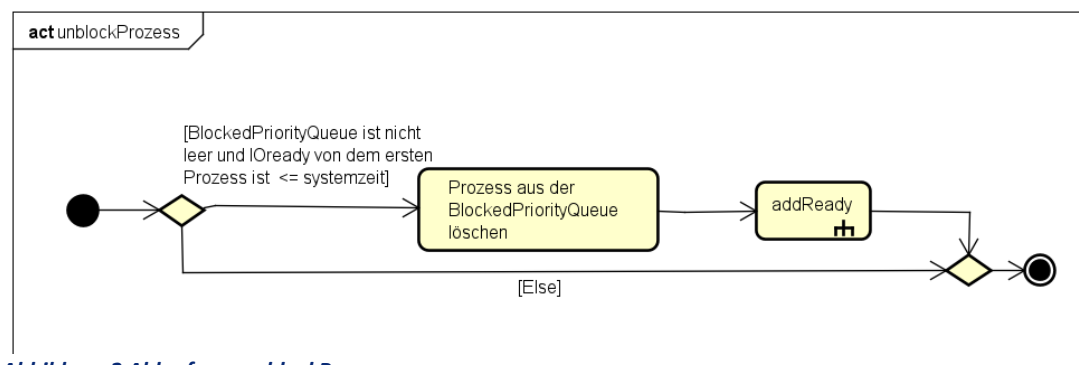 act unblockProzess
[BlockedPriorityQueue ist nicht
leer und IOready von dem ersten
Prozess ist <= systemzeit]
Prozess aus der
BlockedPriorityQueue
löschen
addReady
[Else]